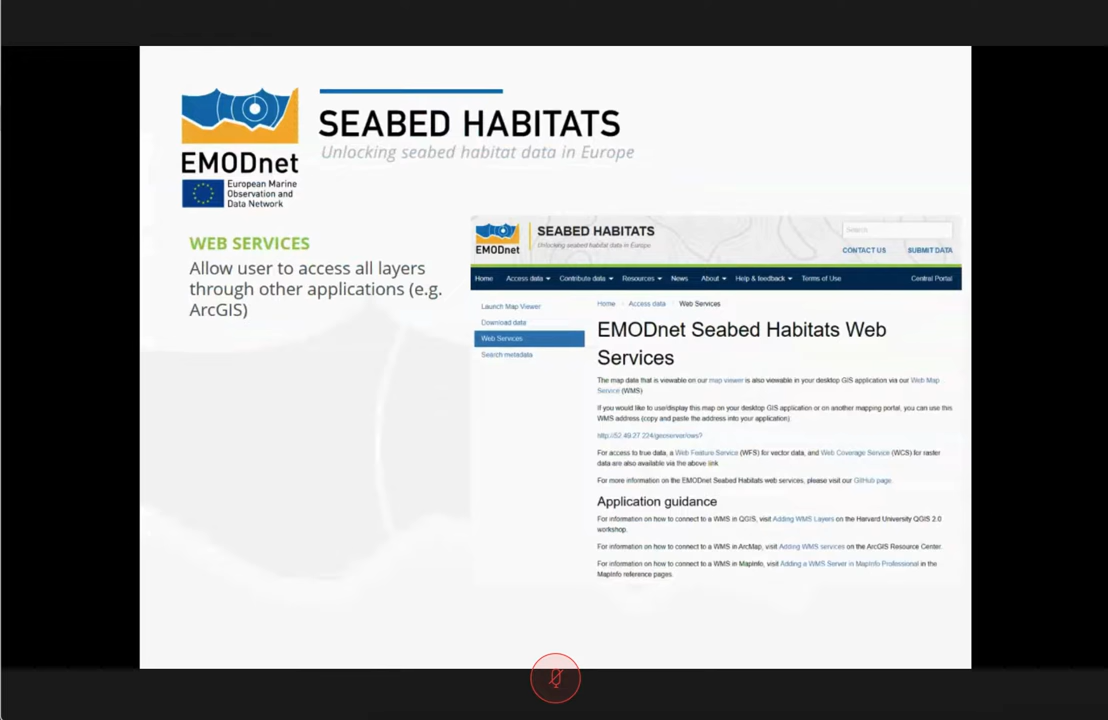 SEABED HABITATS
Unlocking seabed habitat data in Europe
EMODnet
European Marine
Observation and
Data Network
WEB SERVICES
Allow user to access all layers
through other applications (e.g.
ArcGIS)
EMODnet
SEABED HABITATS
Unlocking seabed habitat data in Europe
Search...
CONTACT US SUBMIT DATA
Home Access data Contribute data Resources News About Help & feedback Terms of Use Central Portal
Launch Map Viewer
Download data
Web Services
Search metadata
Home Access data Web Services
EMODnet Seabed Habitats Web
Services
The map data that is viewable on our map viewer is also viewable in your desktop GIS application via our Web Map
Service (WMS)
If you would like to use/display this map on your desktop GIS application or on another mapping portal, you can use this
WMS address (copy and paste the address into your application).
http://52.49.27.224/geoserver/ows?
For access to true data, a Web Feature Service (WFS) for vector data, and Web Coverage Service (WCS) for raster
data are also available via the above link
For more information on the EMODnet Seabed Habitats web services, please visit our GitHub page.
Application guidance
For information on how to connect to a WMS in QGIS, visit Adding WMS Layers on the Harvard University QGIS 2.0
workshop.
For information on how to connect to a WMS in ArcMap, visit Adding WMS services on the ArcGIS Resource Center.
For information on how to connect to a WMS in MapInfo, visit Adding a WMS Server in MapInfo Professional in the
MapInfo reference pages.